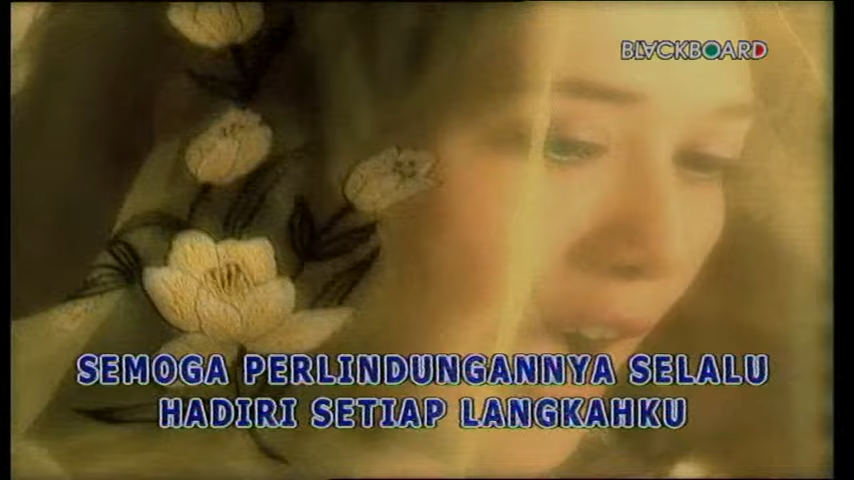 BLACKBOARD
SEMOGA PERLINDUNGANNYA SELALU
HADIRI SETIAP LANGKAHKU